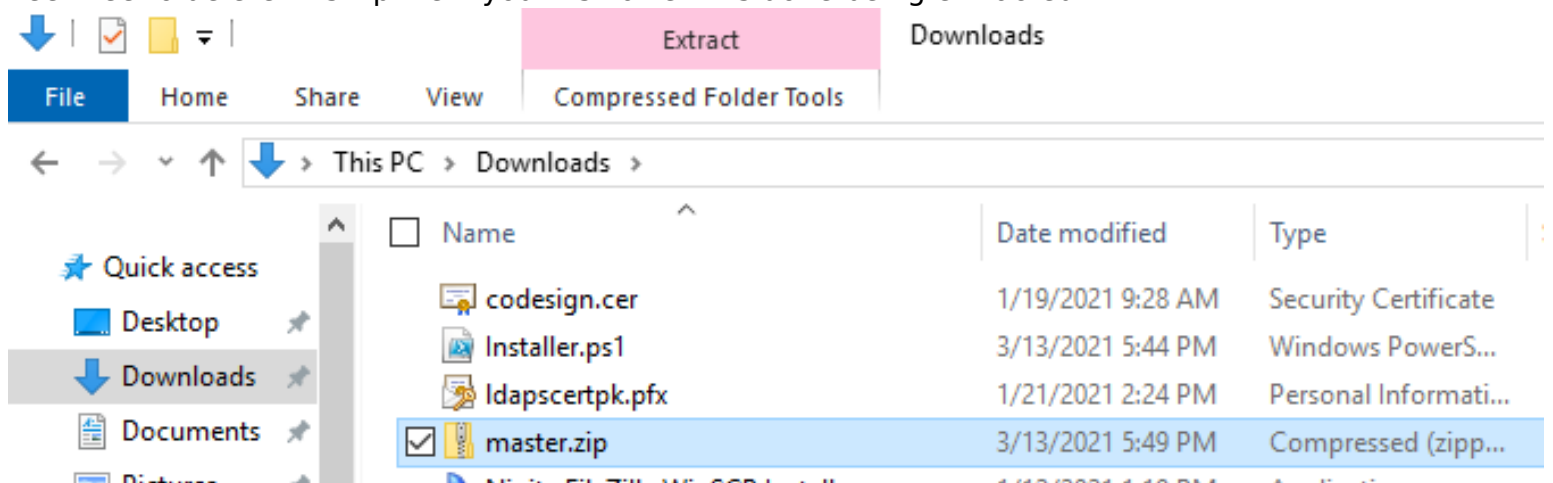 Extract
Downloads
File Home Share View Compressed Folder Tools
This PC Downloads
Name Date modified Type
Quick access
Desktop
Downloads
Documents
codesign.cer 1/19/2021 9:28 AM Security Certificate
Installer.ps1 3/13/2021 5:44 PM Windows PowerS...
ldapscertpk.pfx 1/21/2021 2:24 PM Personal Informati...
master.zip 3/13/2021 5:49 PM Compressed (zipp...